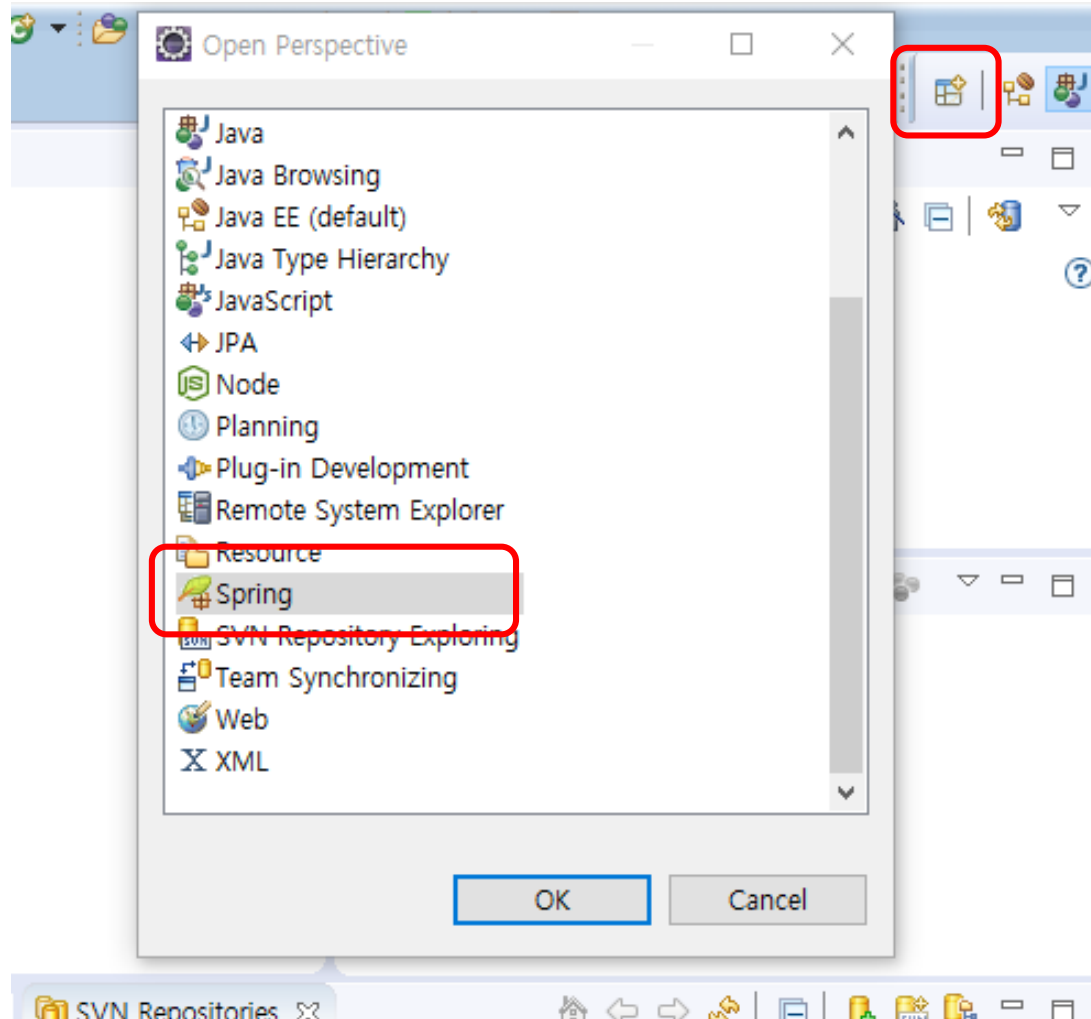 Open Perspective
Java
Java Browsing
Java EE (default)
Java Type Hierarchy
JavaScript
JPA
Node
Planning
Plug-in Development
Remote System Explorer
Resource
Spring
SVN Repository Exploring
Team Synchronizing
Web
XML
OK
Cancel
SVN Repositories